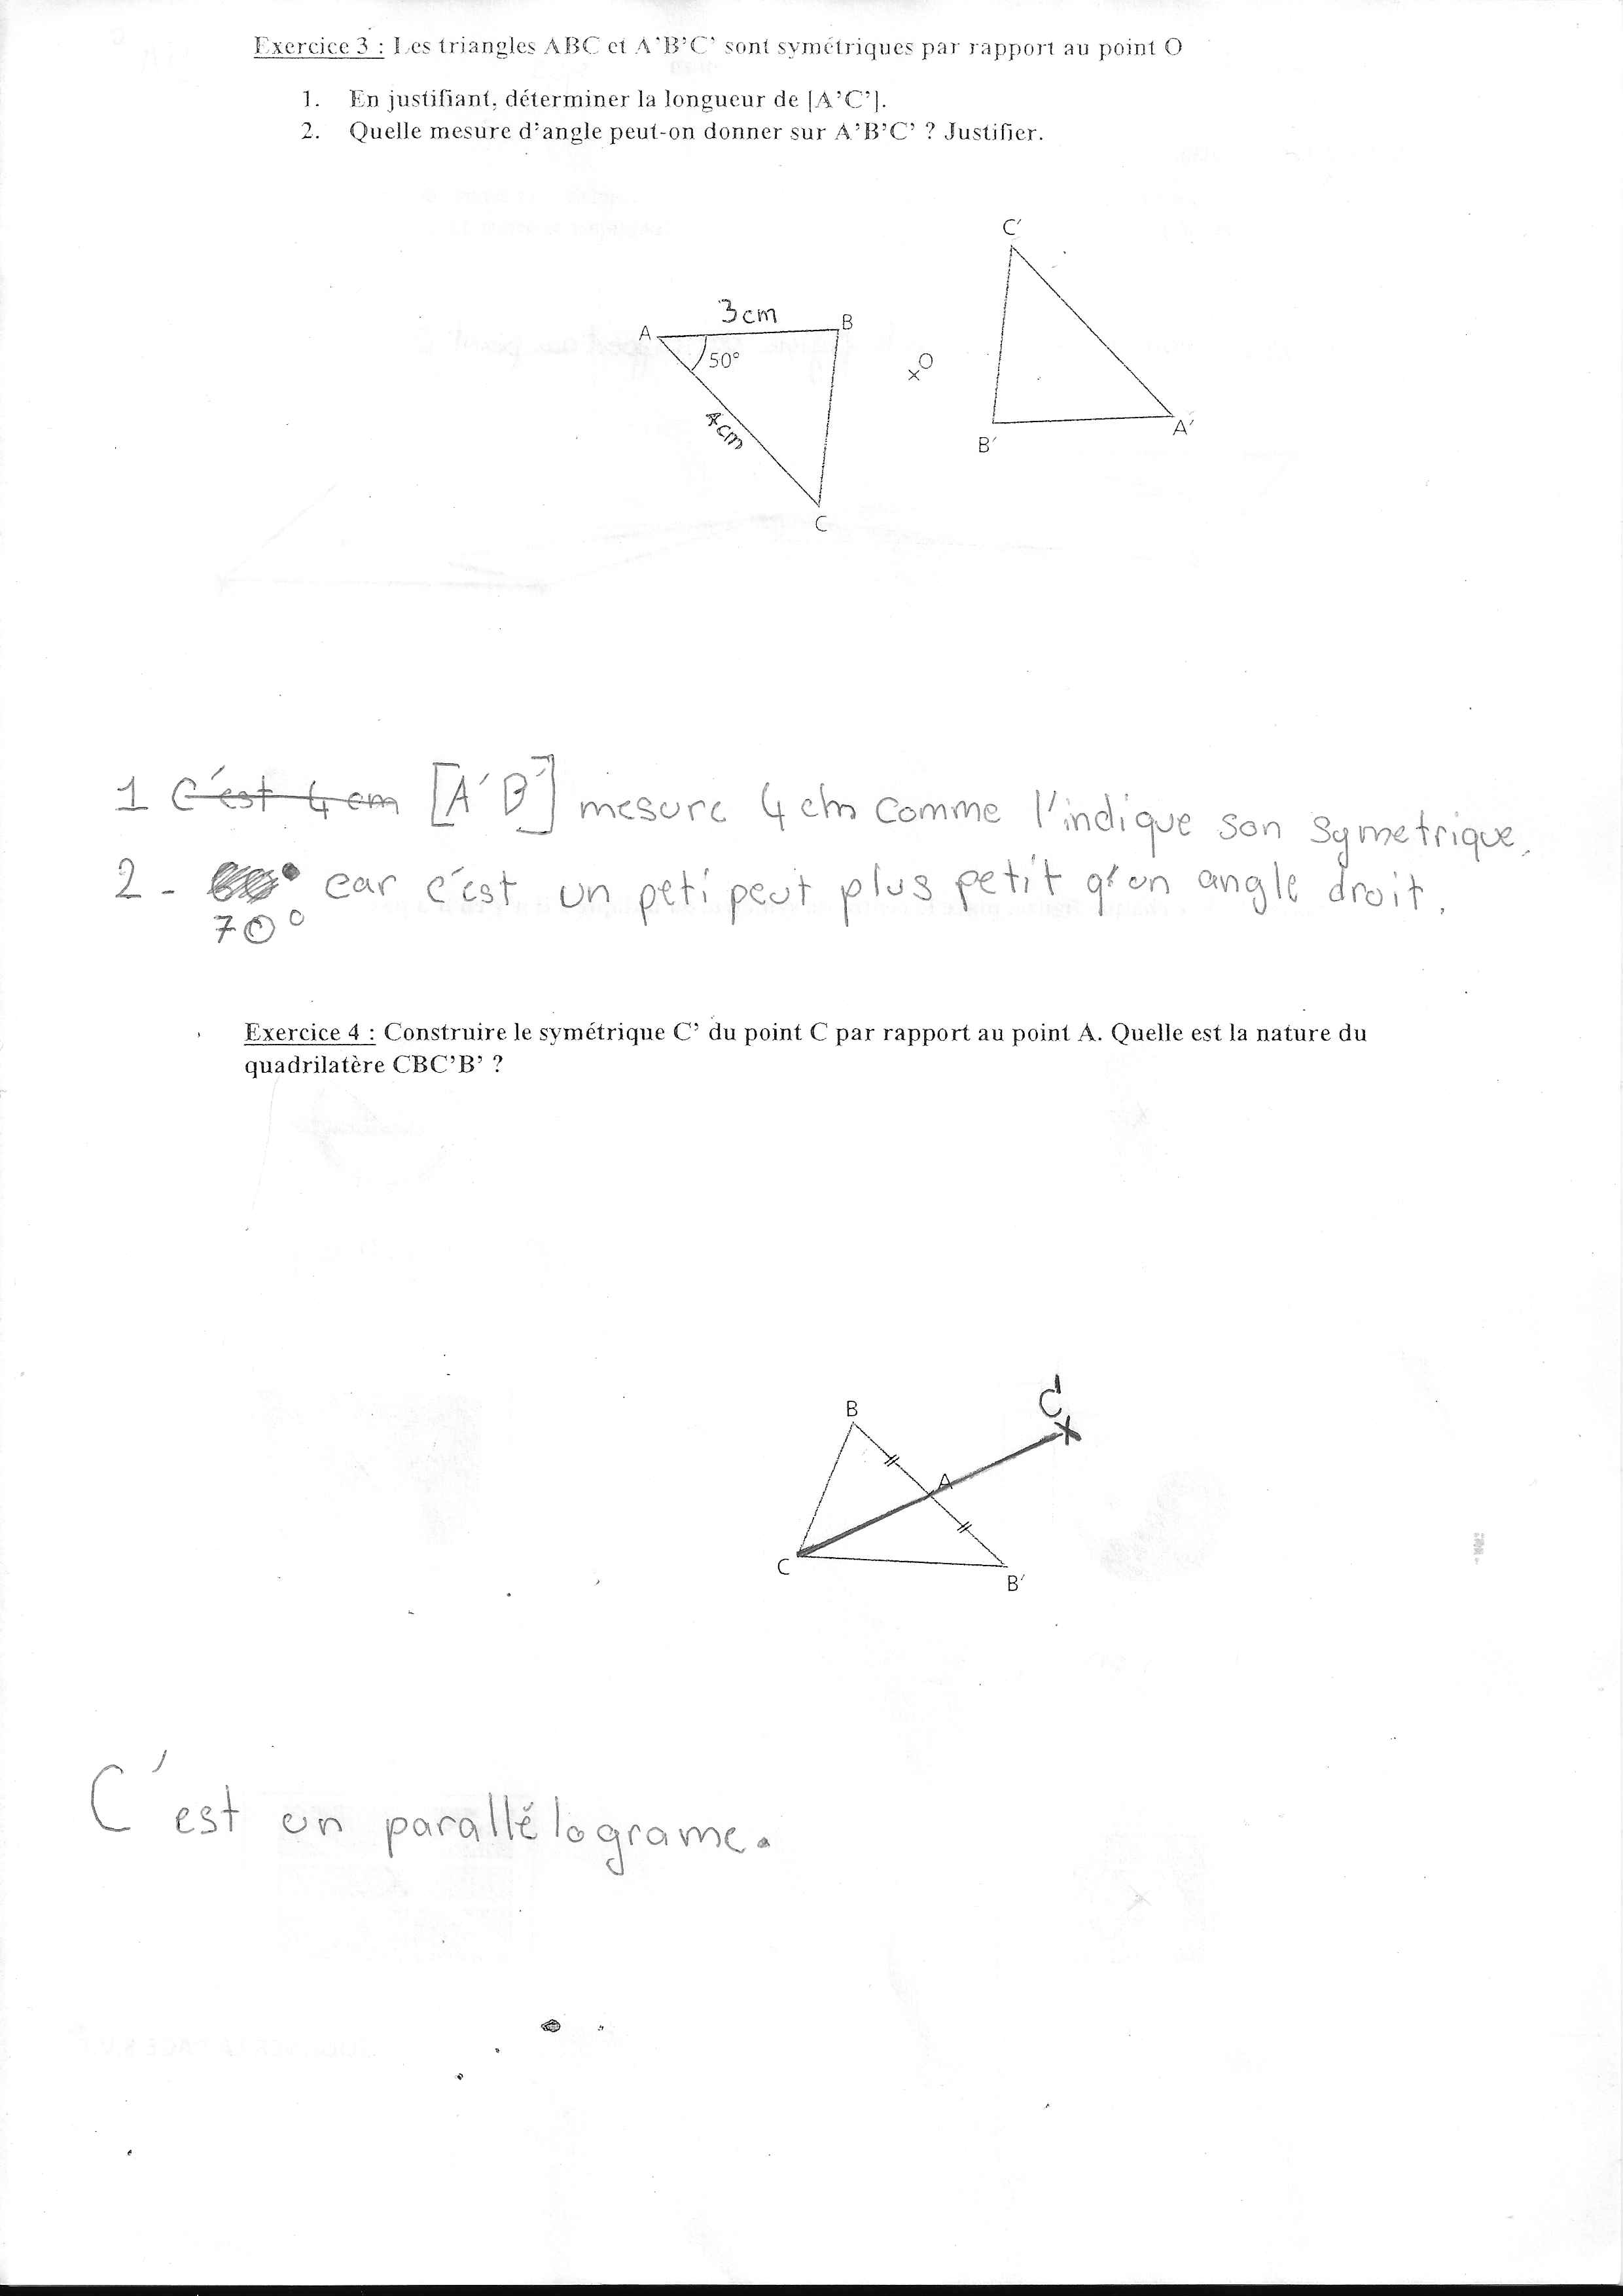 Exercice 3 : Les triangles ABC et A'B'C' sont symétriques par rapport au point O
1. En justifiant, déterminer la longueur de [A'C'].
2. Quelle mesure d'angle peut-on donner sur A'B'C' ? Justifier.
C'
3cm
A
B
50°
O
4cm
B'
A'
C
1 C'est 4 cm [A'B'] mesure 4 cm comme l'indique son symetrique.
2 - car c'est un peti peut plus petit q'un angle droit.
70°
Exercice 4 : Construire le symétrique C' du point C par rapport au point A. Quelle est la nature du
quadrilatère CBC'B' ?
C'
B
A
C
B'
C'est un parallélograme.